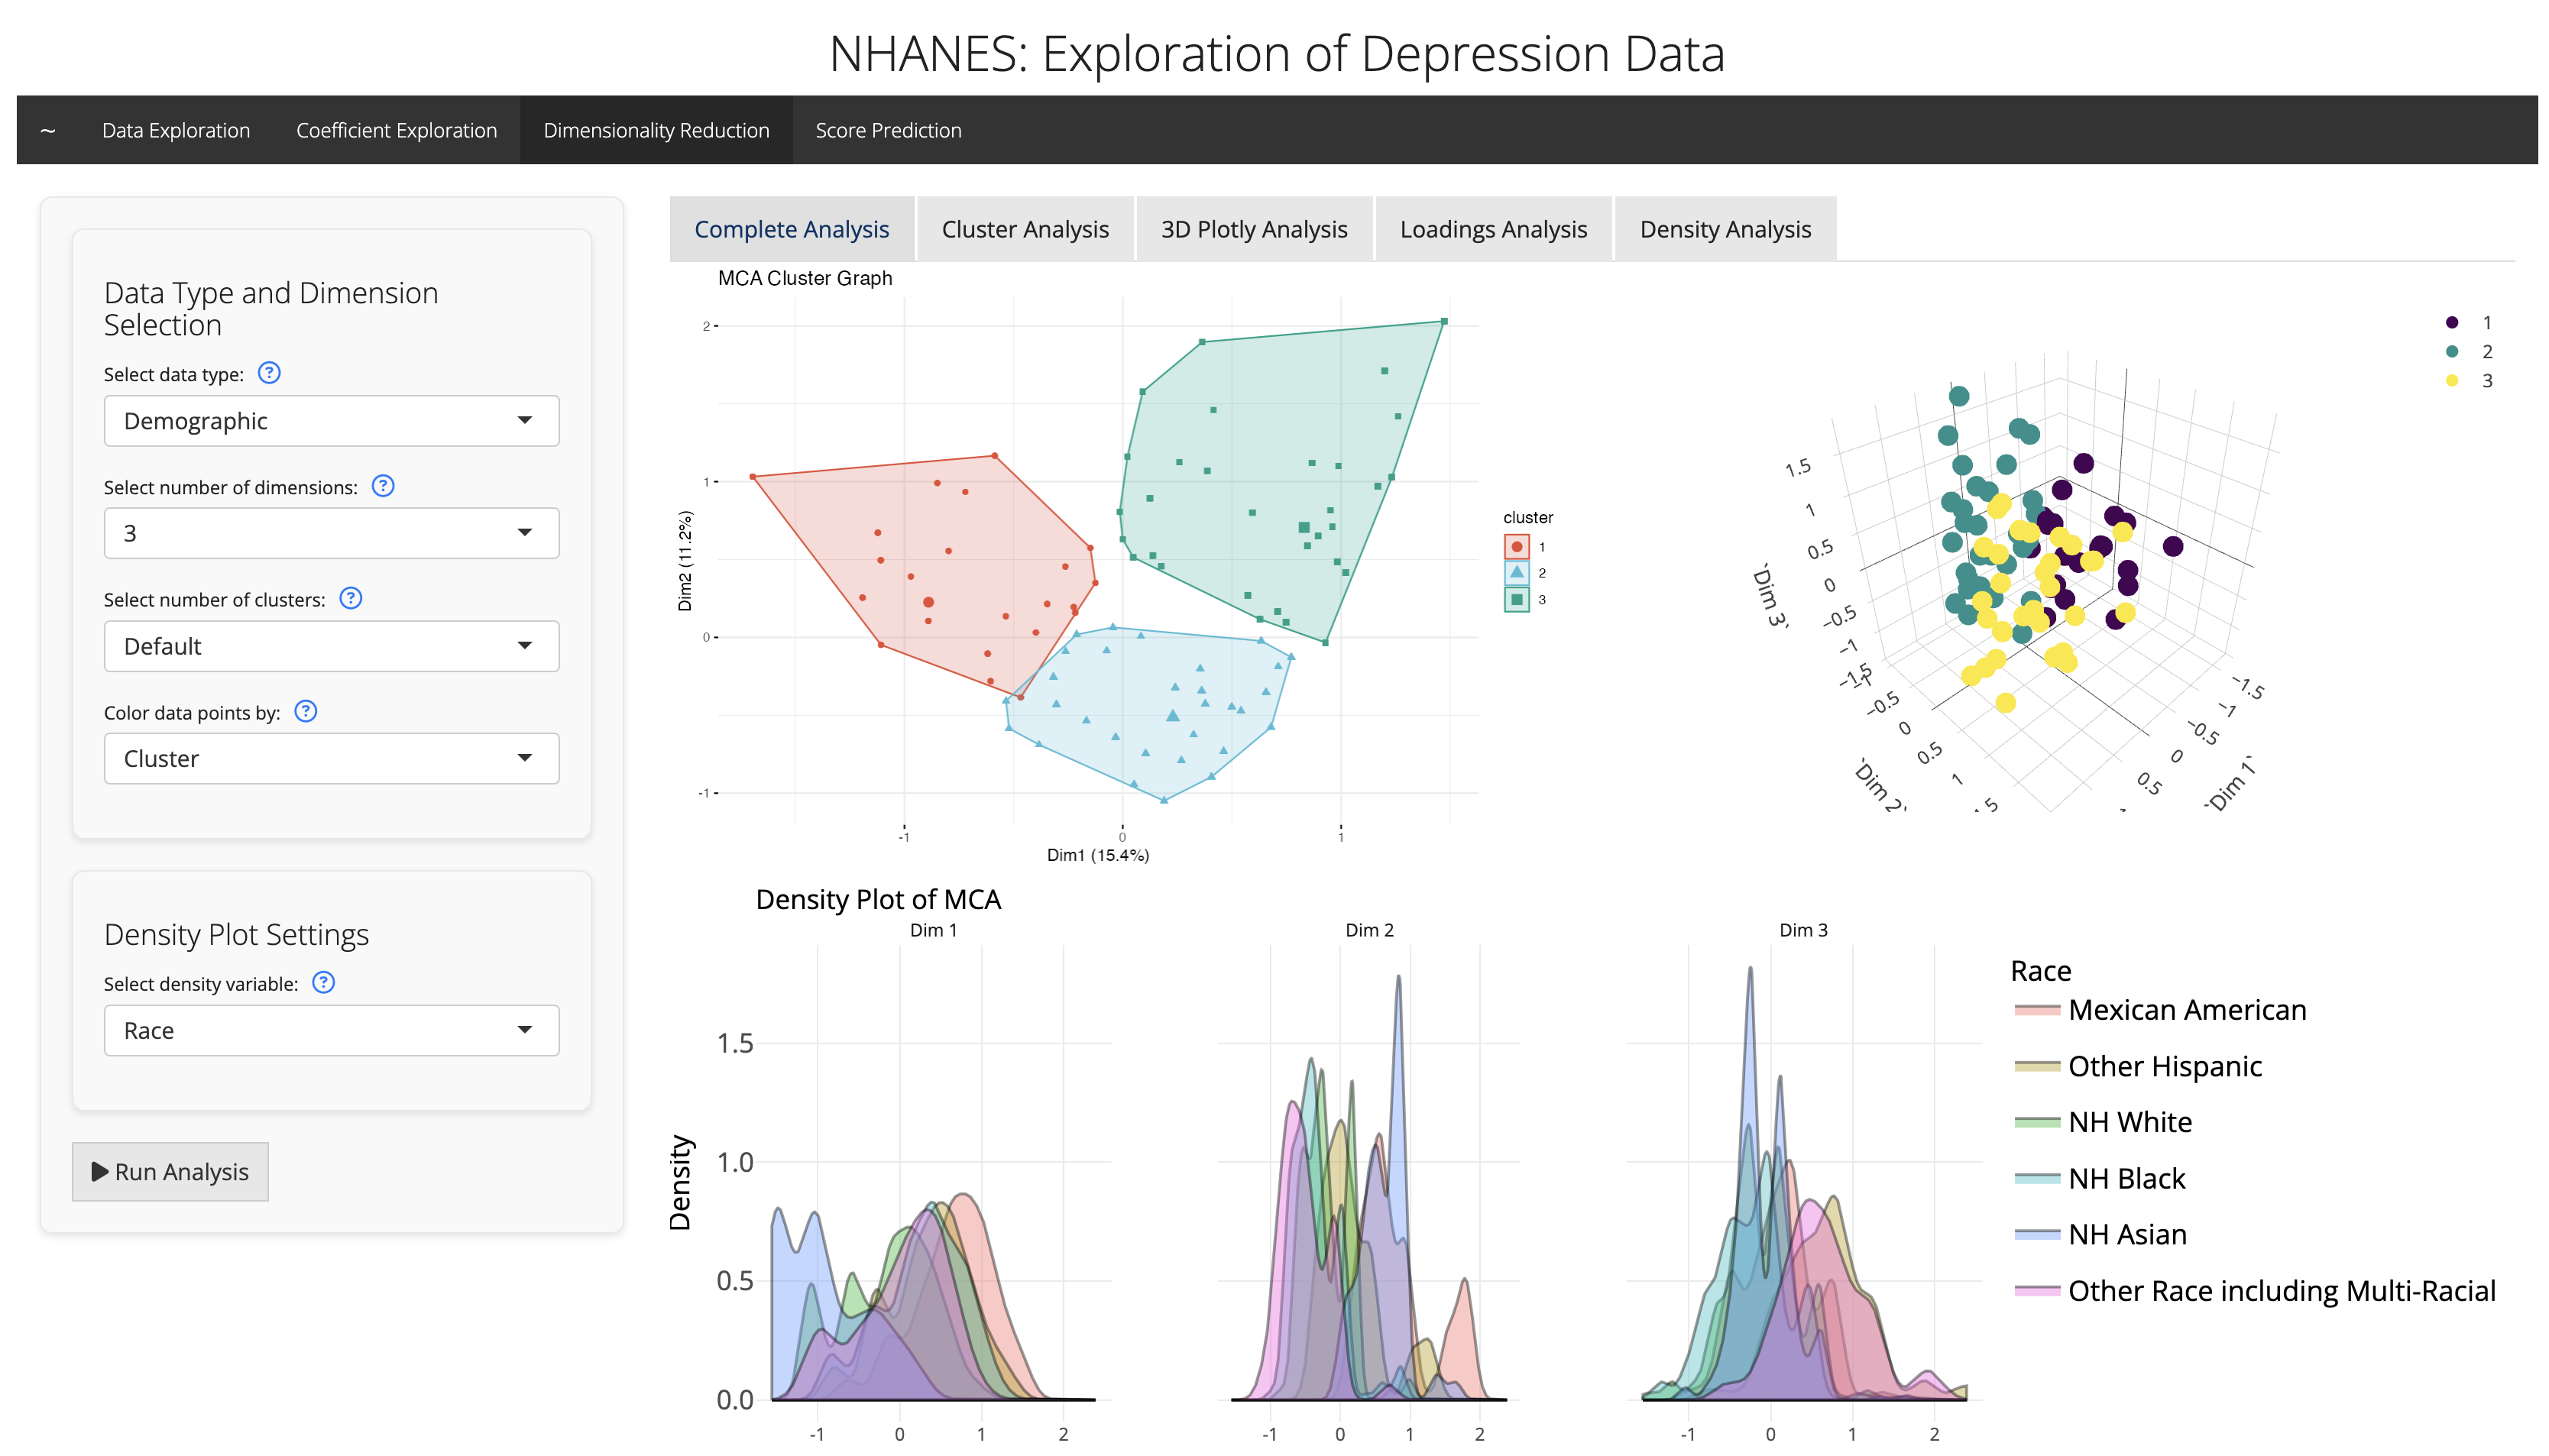 NHANES: Exploration of Depression Data
~ Data Exploration Coefficient Exploration Dimensionality Reduction Score Prediction
Data Type and Dimension
Selection
Select data type: ?
Demographic
Select number of dimensions: ?
3
Select number of clusters: ?
Default
Color data points by: ?
Cluster
Density Plot Settings
Select density variable: ?
Race
Run Analysis
Complete Analysis Cluster Analysis 3D Plotly Analysis Loadings Analysis Density Analysis
MCA Cluster Graph
2
1
0
-1
Dim2 (11.2%)
-1 0 1
Dim1 (15.4%)
cluster
1
2
3
1
2
3
1.5
1
0.5
0
−0.5
−1
−1.5
`Dim 3`
−0.5
0
0.5
1
`Dim 2`
−1.5
−1
−0.5
0
0.5
`Dim 1`
Density Plot of MCA
Dim 1 Dim 2 Dim 3
Density
1.5
1.0
0.5
0.0
-1 0 1 2 -1 0 1 2 -1 0 1 2
Race
Mexican American
Other Hispanic
NH White
NH Black
NH Asian
Other Race including Multi-Racial